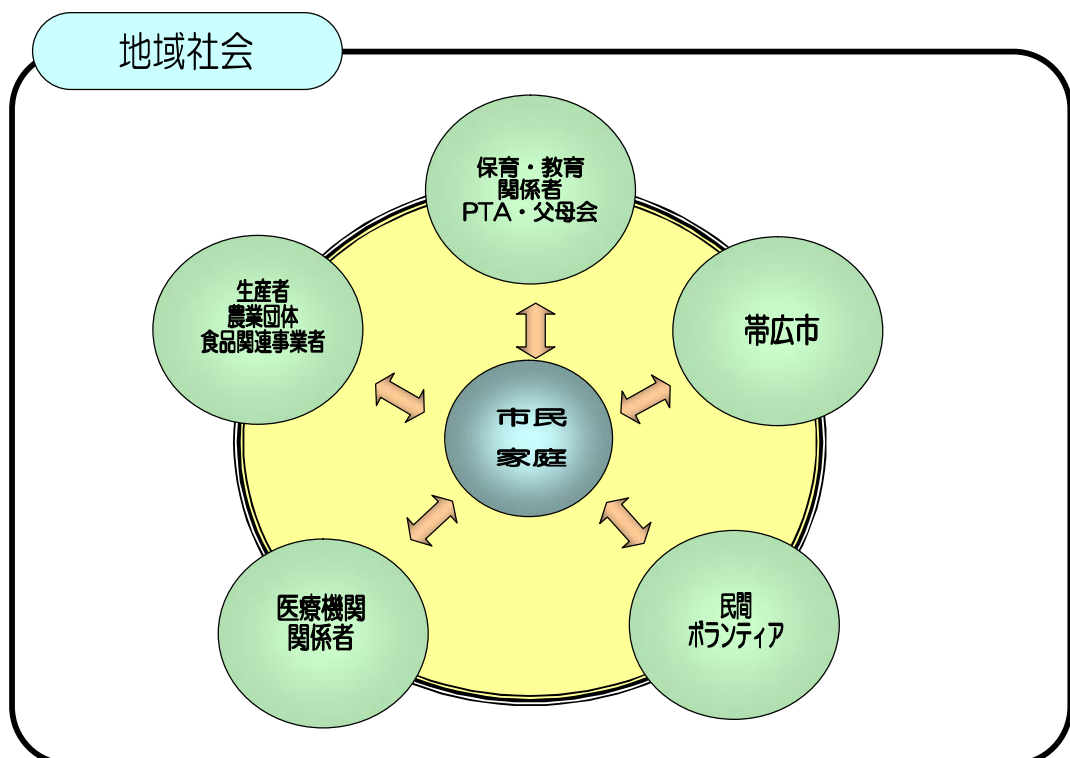 地域社会
保育・教育
関係者
PTA・父母会
生産者
農業団体
食品関連事業者
帯広市
市民
家庭
医療機関
関係者
民間
ボランティア